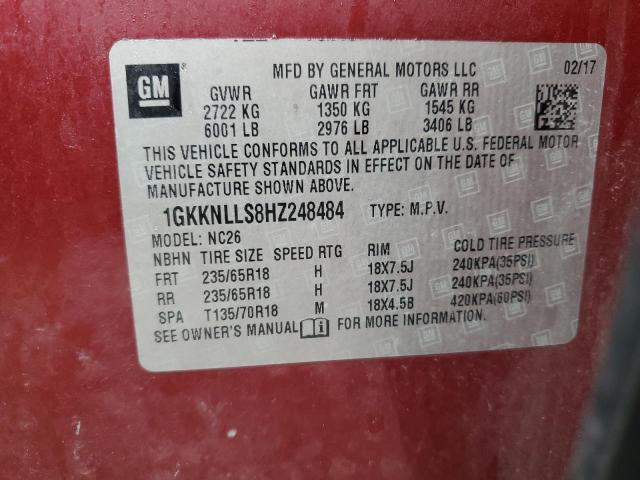 GM
MFD BY GENERAL MOTORS LLC 02/17
GVWR GAWR FRT GAWR RR
2722 KG 1350 KG 1545 KG
6001 LB 2976 LB 3406 LB
THIS VEHICLE CONFORMS TO ALL APPLICABLE U.S. FEDERAL MOTOR
VEHICLE SAFETY STANDARDS IN EFFECT ON THE DATE OF
MANUFACTURE SHOWN ABOVE.
1GKKNLLS8HZ248484 TYPE: M.P.V.
MODEL: NC26
NBHN TIRE SIZE SPEED RTG RIM COLD TIRE PRESSURE
FRT 235/65R18 H 18X7.5J 240KPA(35PSI)
RR 235/65R18 H 18X7.5J 240KPA(35PSI)
SPA T135/70R18 M 18X4.5B 420KPA(60PSI)
SEE OWNER'S MANUAL FOR MORE INFORMATION.